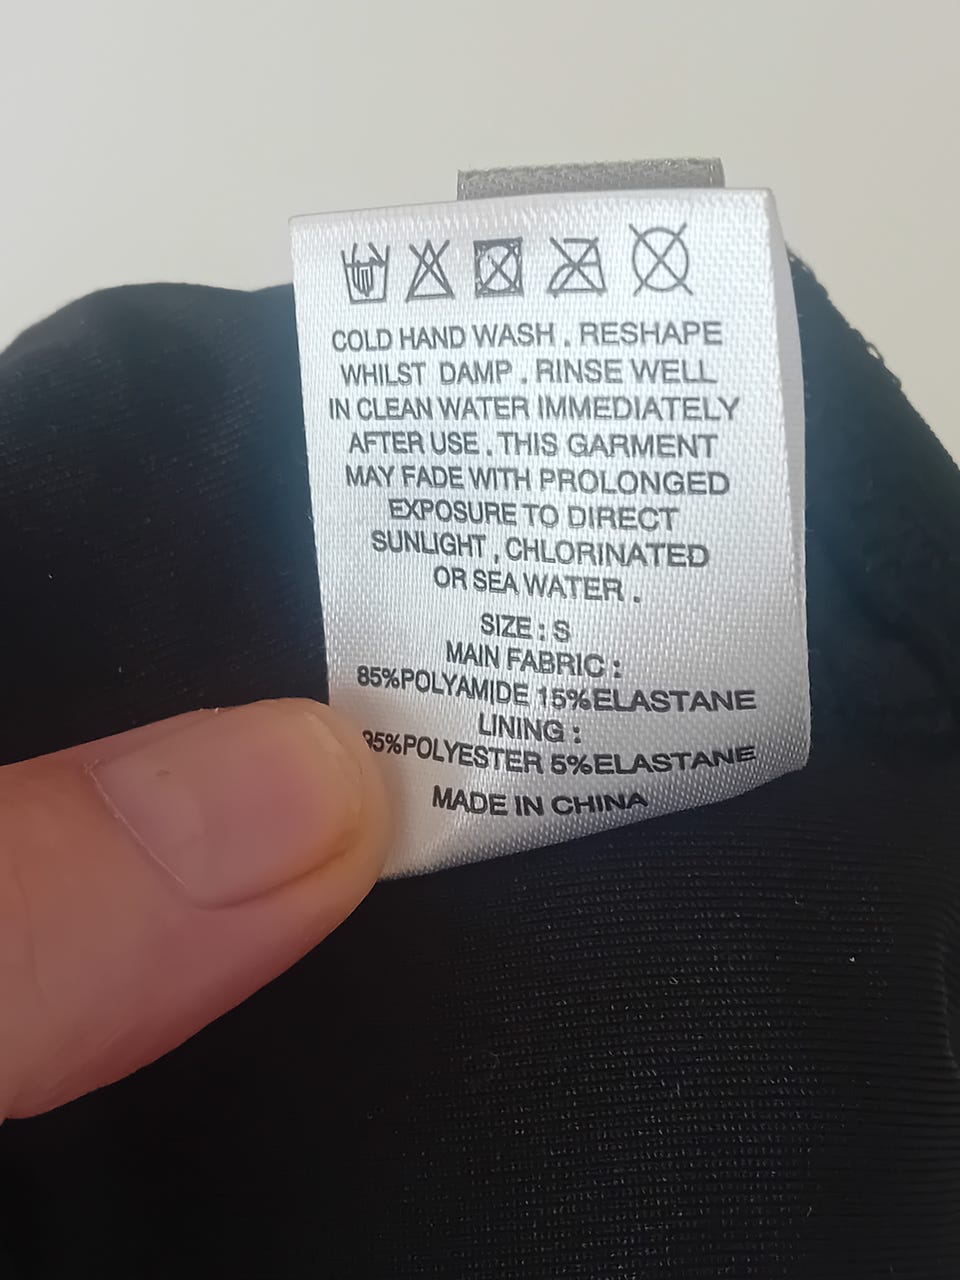 COLD HAND WASH . RESHAPE
WHILST DAMP . RINSE WELL
IN CLEAN WATER IMMEDIATELY
AFTER USE . THIS GARMENT
MAY FADE WITH PROLONGED
EXPOSURE TO DIRECT
SUNLIGHT , CHLORINATED
OR SEA WATER .
SIZE : S
MAIN FABRIC :
85%POLYAMIDE 15%ELASTANE
LINING :
95%POLYESTER 5%ELASTANE
MADE IN CHINA